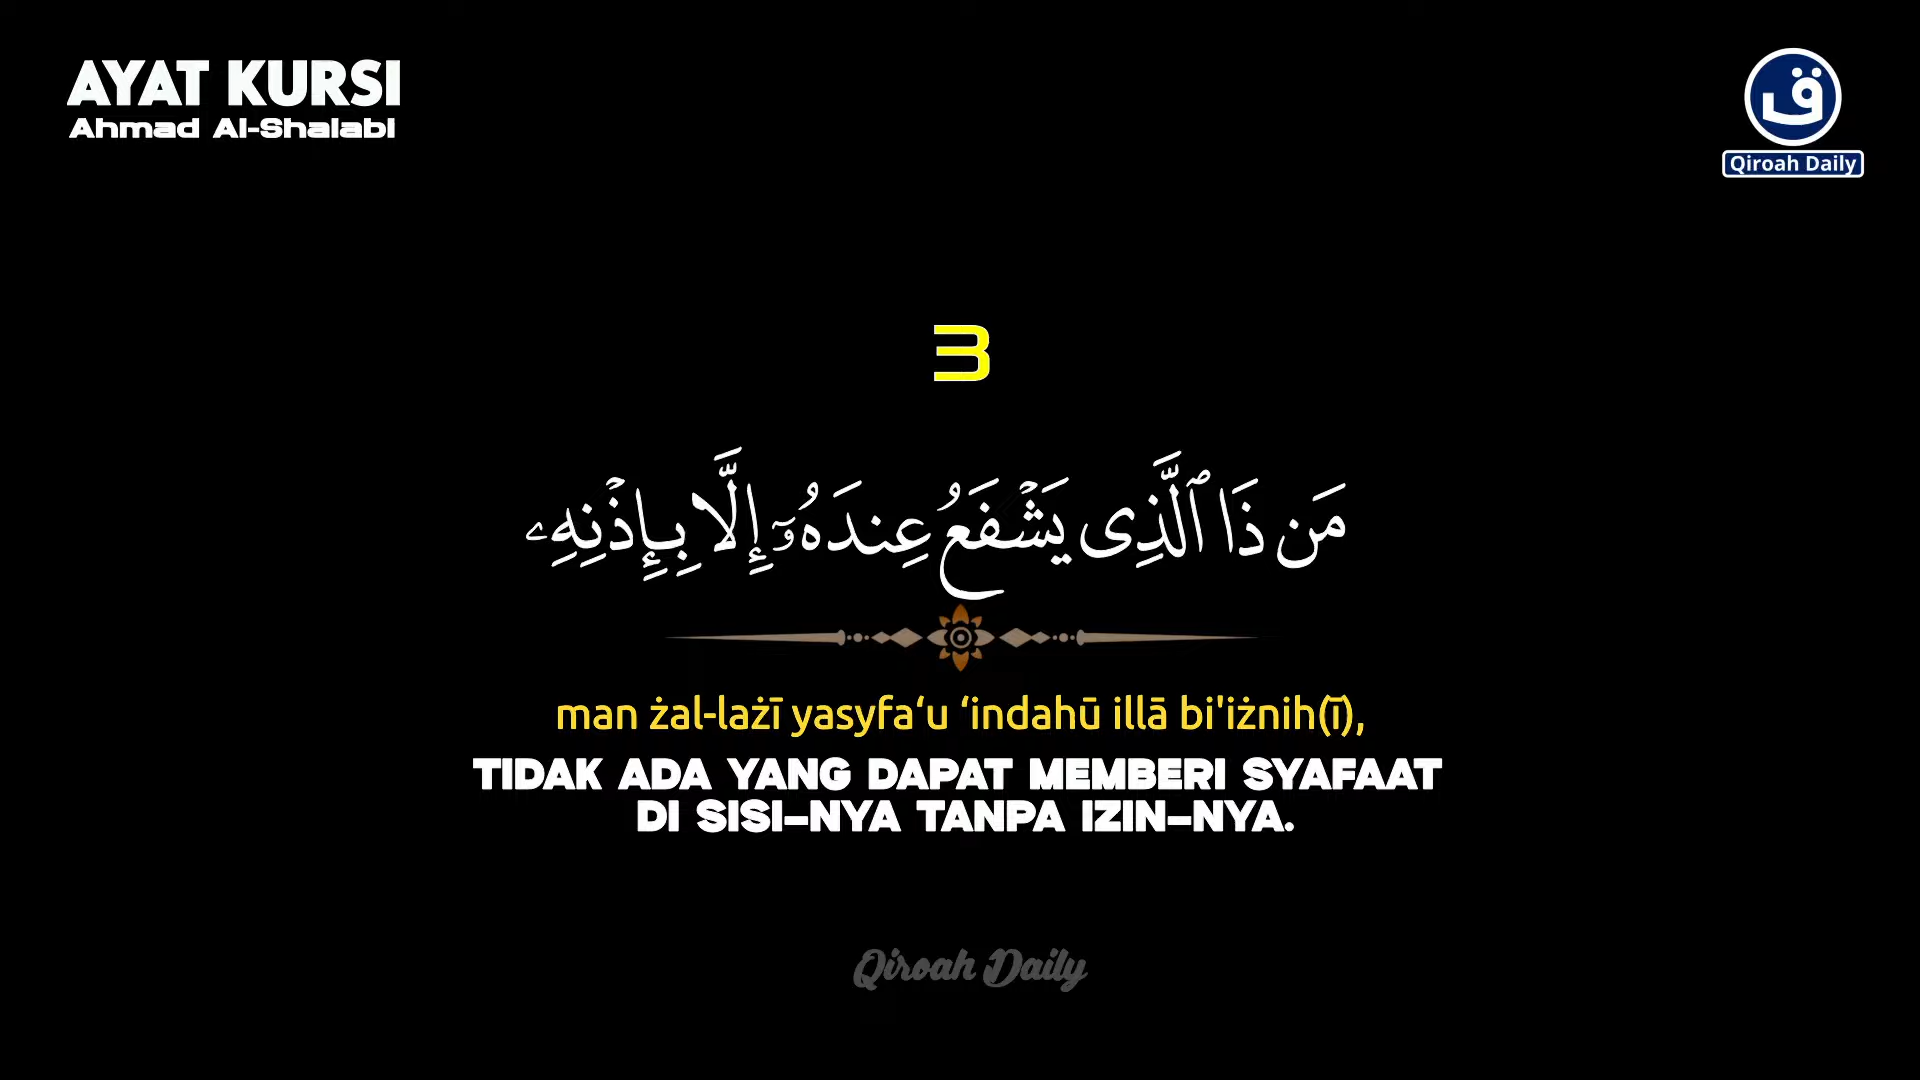 AYAT KURSI
Ahmad Al-Shalabi
ق
Qiroah Daily
3
مَن ذَا ٱلَّذِى يَشْفَعُ عِندَهُۥٓ إِلَّا بِإِذْنِهِۦ
man żal-lażī yasyfa‘u ‘indahū illā bi'iżnih(ī),
TIDAK ADA YANG DAPAT MEMBERI SYAFAAT
DI SISI-NYA TANPA IZIN-NYA.
Qiroah Daily